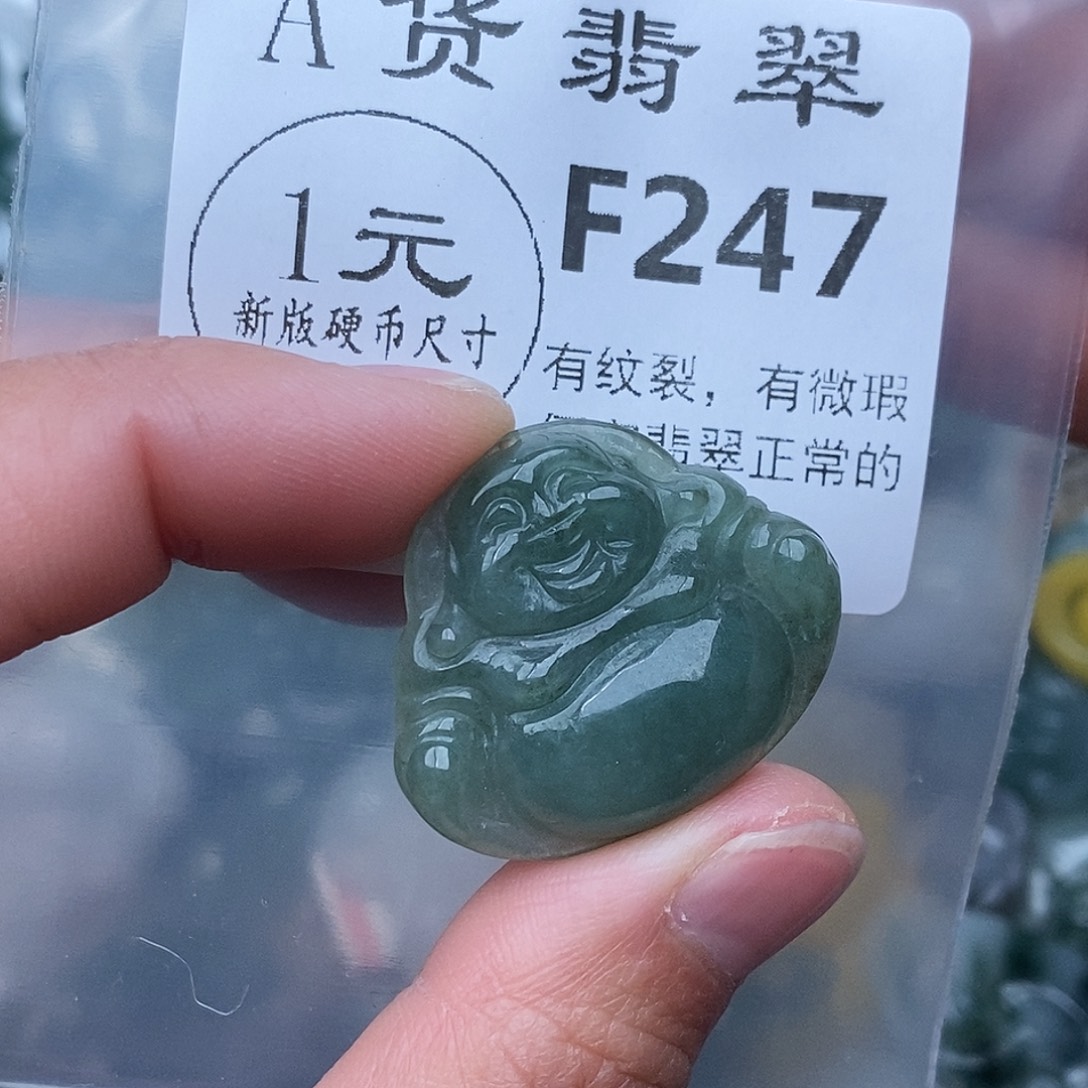 A货翡翠
1元
新版硬币尺寸
F247
有纹裂，有微瑕
翡翠正常的